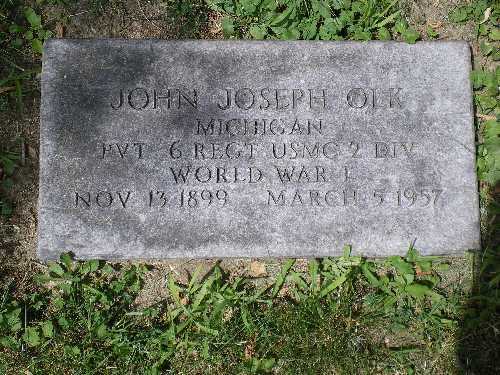 JOHN JOSEPH OLK
MICHIGAN
PVT 6 REGT USMC 2 DIV
WORLD WAR I
NOV 13 1899 MARCH 5 1957